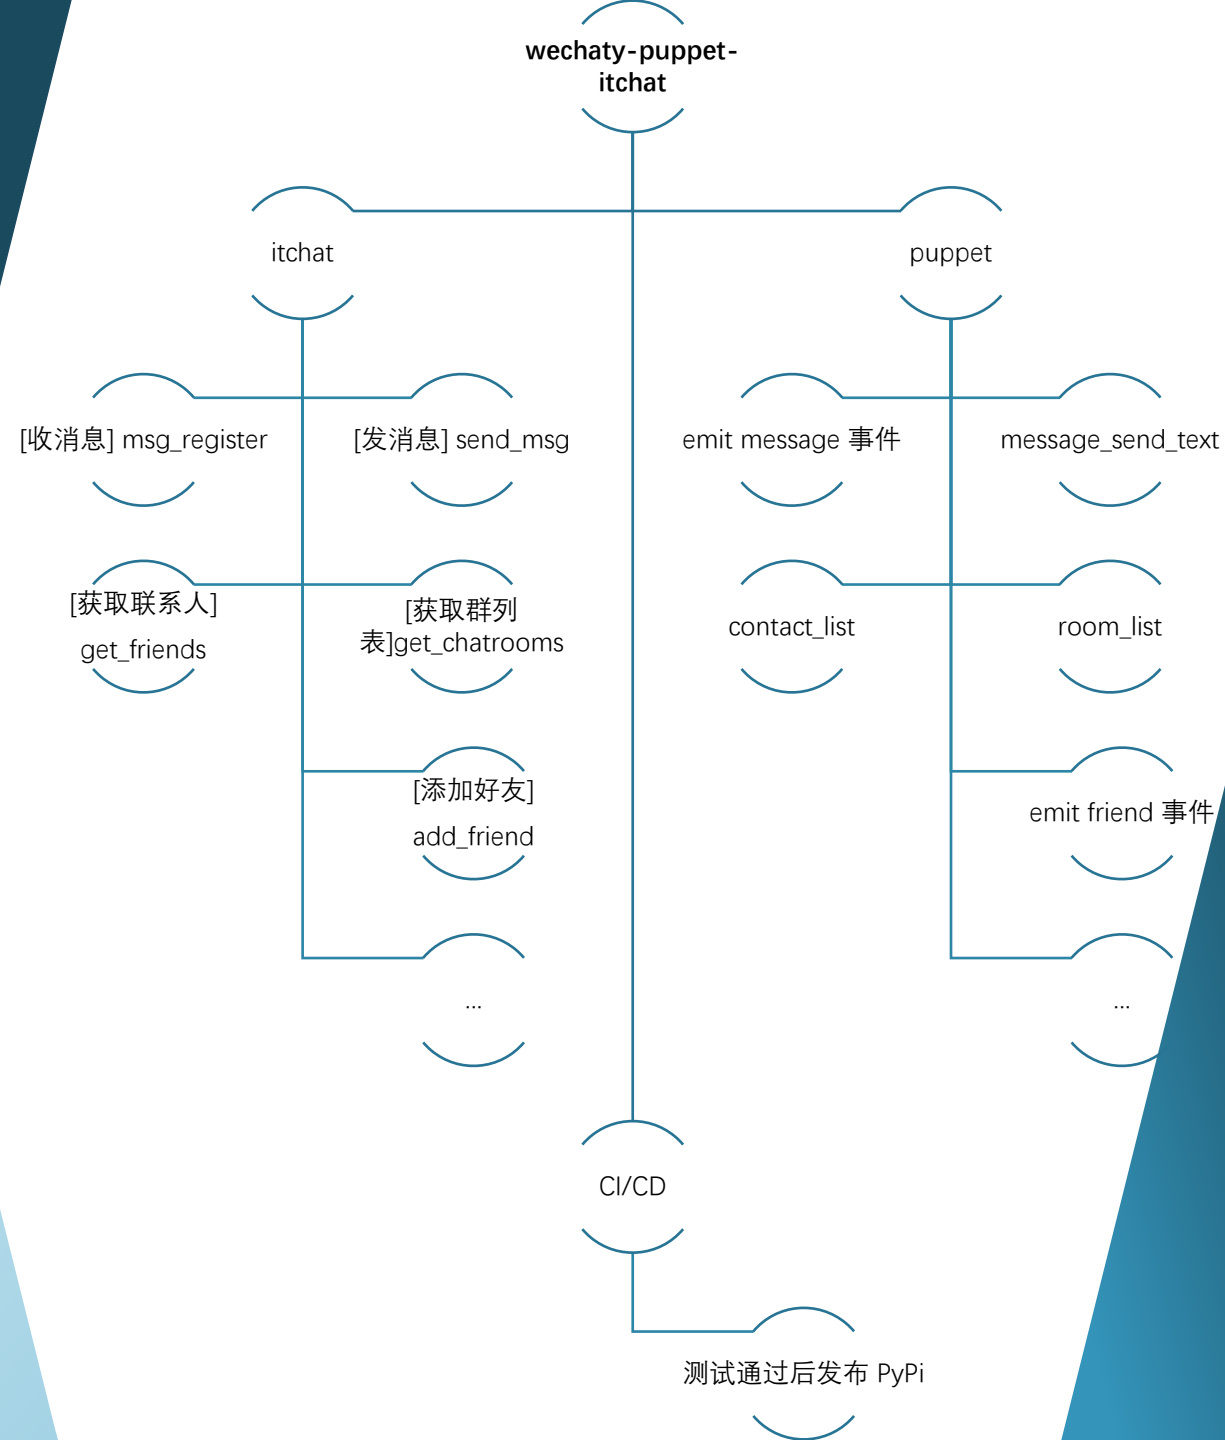 wechaty-puppet-
itchat
itchat
puppet
[收消息] msg_register
[发消息] send_msg
emit message 事件
message_send_text
[获取联系人]
get_friends
[获取群列
表]get_chatrooms
contact_list
room_list
[添加好友]
add_friend
emit friend 事件
...
...
CI/CD
测试通过后发布 PyPi